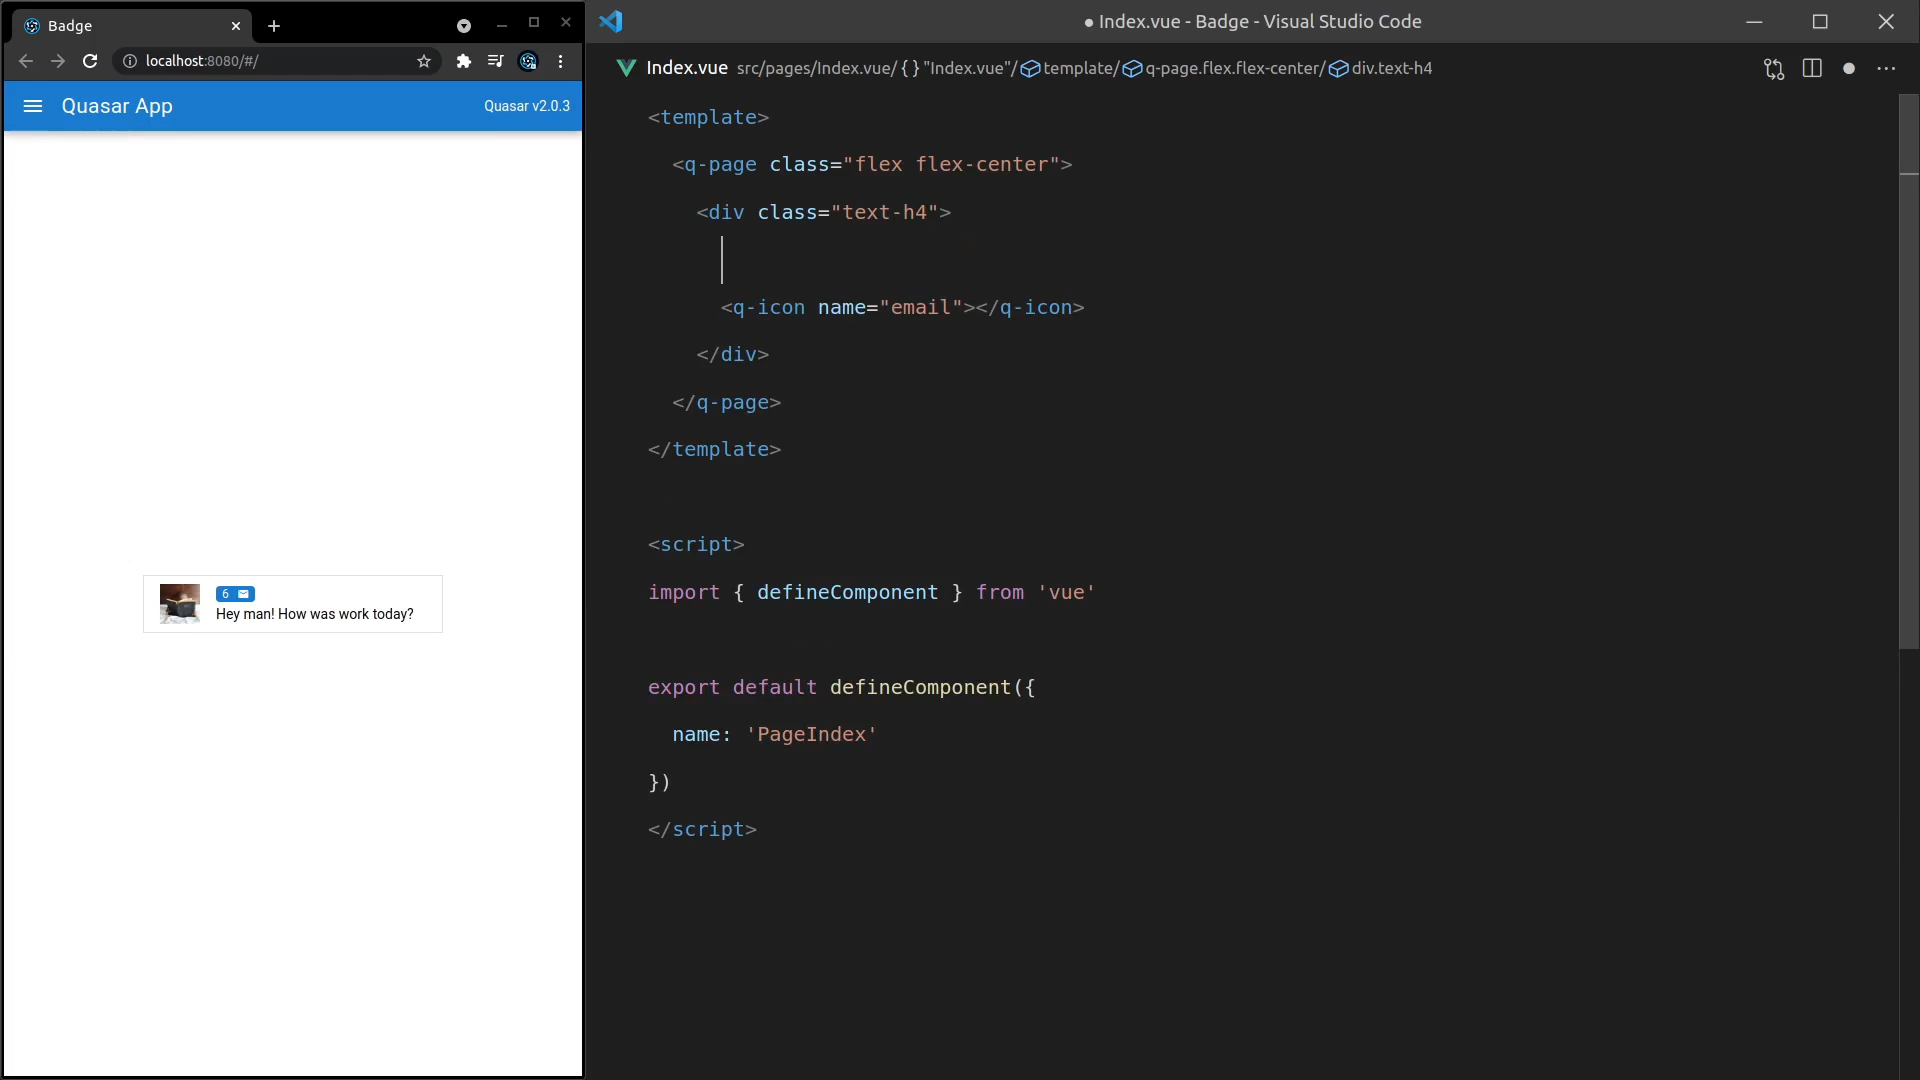 Badge
localhost:8080/#/
Quasar App
Quasar v2.0.3
6
Hey man! How was work today?
● Index.vue - Badge - Visual Studio Code
Index.vue src/pages/Index.vue/ { } "Index.vue"/ template/ q-page.flex.flex-center/ div.text-h4
<template>
<q-page class="flex flex-center">
<div class="text-h4">
<q-icon name="email"></q-icon>
</div>
</q-page>
</template>
<script>
import { defineComponent } from 'vue'
export default defineComponent({
name: 'PageIndex'
})
</script>